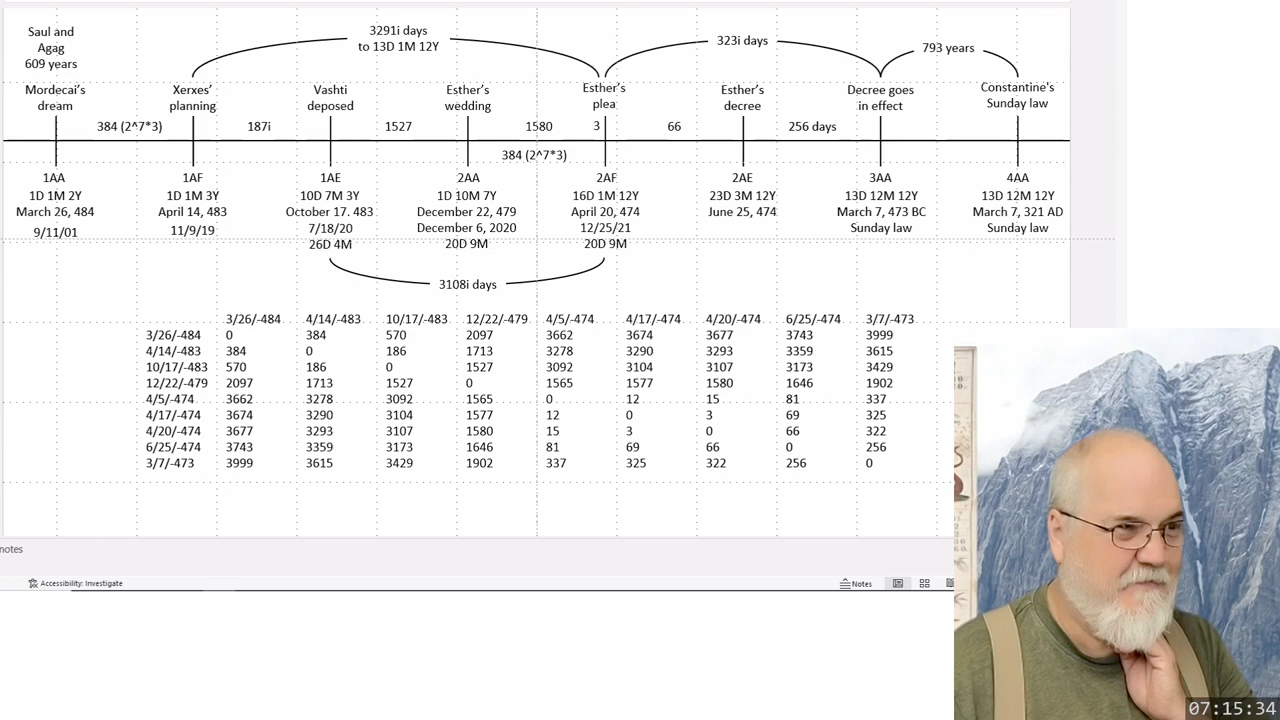 Saul and
Agag
609 years
3291i days
to 13D 1M 12Y
323i days
793 years
Mordecai's
dream
Xerxes'
planning
Vashti
deposed
Esther's
wedding
Esther's
plea
Esther's
decree
Decree goes
in effect
Constantine's
Sunday law
384 (2^7*3) 187i 1527 1580 3 66 256 days
384 (2^7*3)
1AA 1AF 1AE 2AA 2AF 2AE 3AA 4AA
1D 1M 2Y 1D 1M 3Y 10D 7M 3Y 1D 10M 7Y 16D 1M 12Y 23D 3M 12Y 13D 12M 12Y 13D 12M 12Y
March 26, 484 April 14, 483 October 17. 483 December 22, 479 April 20, 474 June 25, 474 March 7, 473 BC March 7, 321 AD
9/11/01 11/9/19 7/18/20 December 6, 2020 12/25/21 Sunday law Sunday law
26D 4M 20D 9M 20D 9M
3108i days
3/26/-484 4/14/-483 10/17/-483 12/22/-479 4/5/-474 4/17/-474 4/20/-474 6/25/-474 3/7/-473
3/26/-484 0 384 570 2097 3662 3674 3677 3743 3999
4/14/-483 384 0 186 1713 3278 3290 3293 3359 3615
10/17/-483 570 186 0 1527 3092 3104 3107 3173 3429
12/22/-479 2097 1713 1527 0 1565 1577 1580 1646 1902
4/5/-474 3662 3278 3092 1565 0 12 15 81 337
4/17/-474 3674 3290 3104 1577 12 0 3 69 325
4/20/-474 3677 3293 3107 1580 15 3 0 66 322
6/25/-474 3743 3359 3173 1646 81 69 66 0 256
3/7/-473 3999 3615 3429 1902 337 325 322 256 0
notes
Accessibility: Investigate
Notes
07:15:34